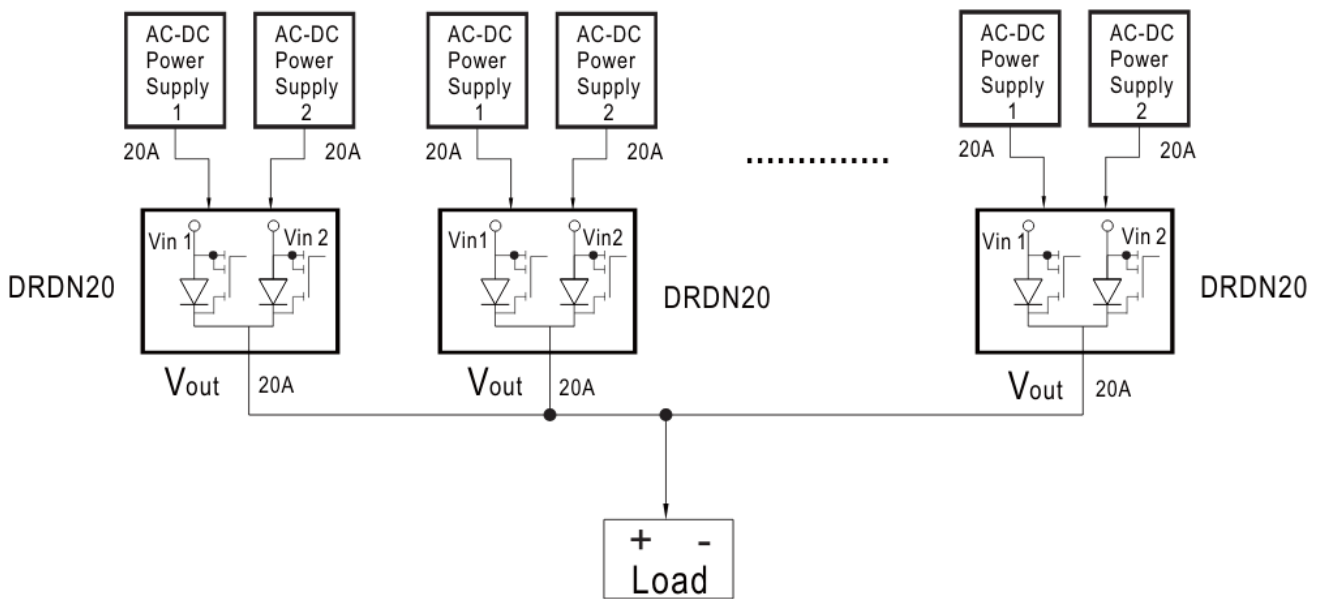 AC-DC
Power
Supply
1
AC-DC
Power
Supply
2
AC-DC
Power
Supply
1
AC-DC
Power
Supply
2
AC-DC
Power
Supply
1
AC-DC
Power
Supply
2
20A
20A
20A
20A
20A
20A
Vin 1
Vin 2
Vin1
Vin2
Vin 1
Vin 2
DRDN20
DRDN20
DRDN20
Vout
20A
Vout
20A
Vout
20A
+ -
Load